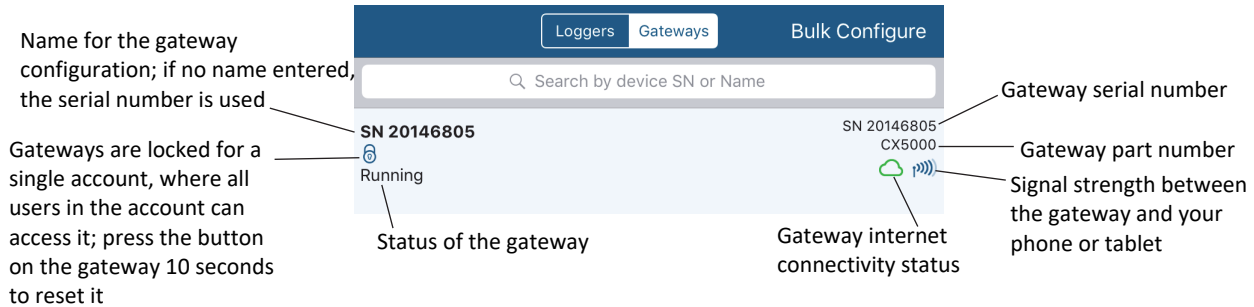 Name for the gateway
configuration; if no name entered,
the serial number is used
Gateways are locked for a
single account, where all
users in the account can
access it; press the button
on the gateway 10 seconds
to reset it
Loggers Gateways Bulk Configure
Search by device SN or Name
SN 20146805
Running
SN 20146805
CX5000
Status of the gateway
Gateway internet
connectivity status
Gateway serial number
Gateway part number
Signal strength between
the gateway and your
phone or tablet